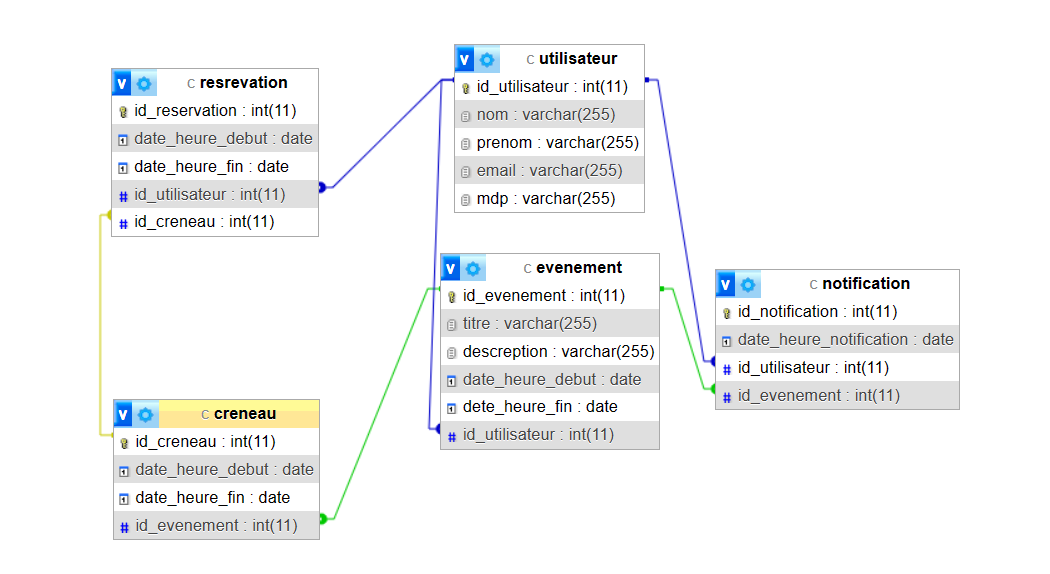 v C resrevation
id_reservation : int(11)
date_heure_debut : date
date_heure_fin : date
id_utilisateur : int(11)
id_creneau : int(11)
v C utilisateur
id_utilisateur : int(11)
nom : varchar(255)
prenom : varchar(255)
email : varchar(255)
mdp : varchar(255)
v C evenement
id_evenement : int(11)
titre : varchar(255)
descreption : varchar(255)
date_heure_debut : date
dete_heure_fin : date
id_utilisateur : int(11)
v C notification
id_notification : int(11)
date_heure_notification : date
id_utilisateur : int(11)
id_evenement : int(11)
v C creneau
id_creneau : int(11)
date_heure_debut : date
date_heure_fin : date
id_evenement : int(11)